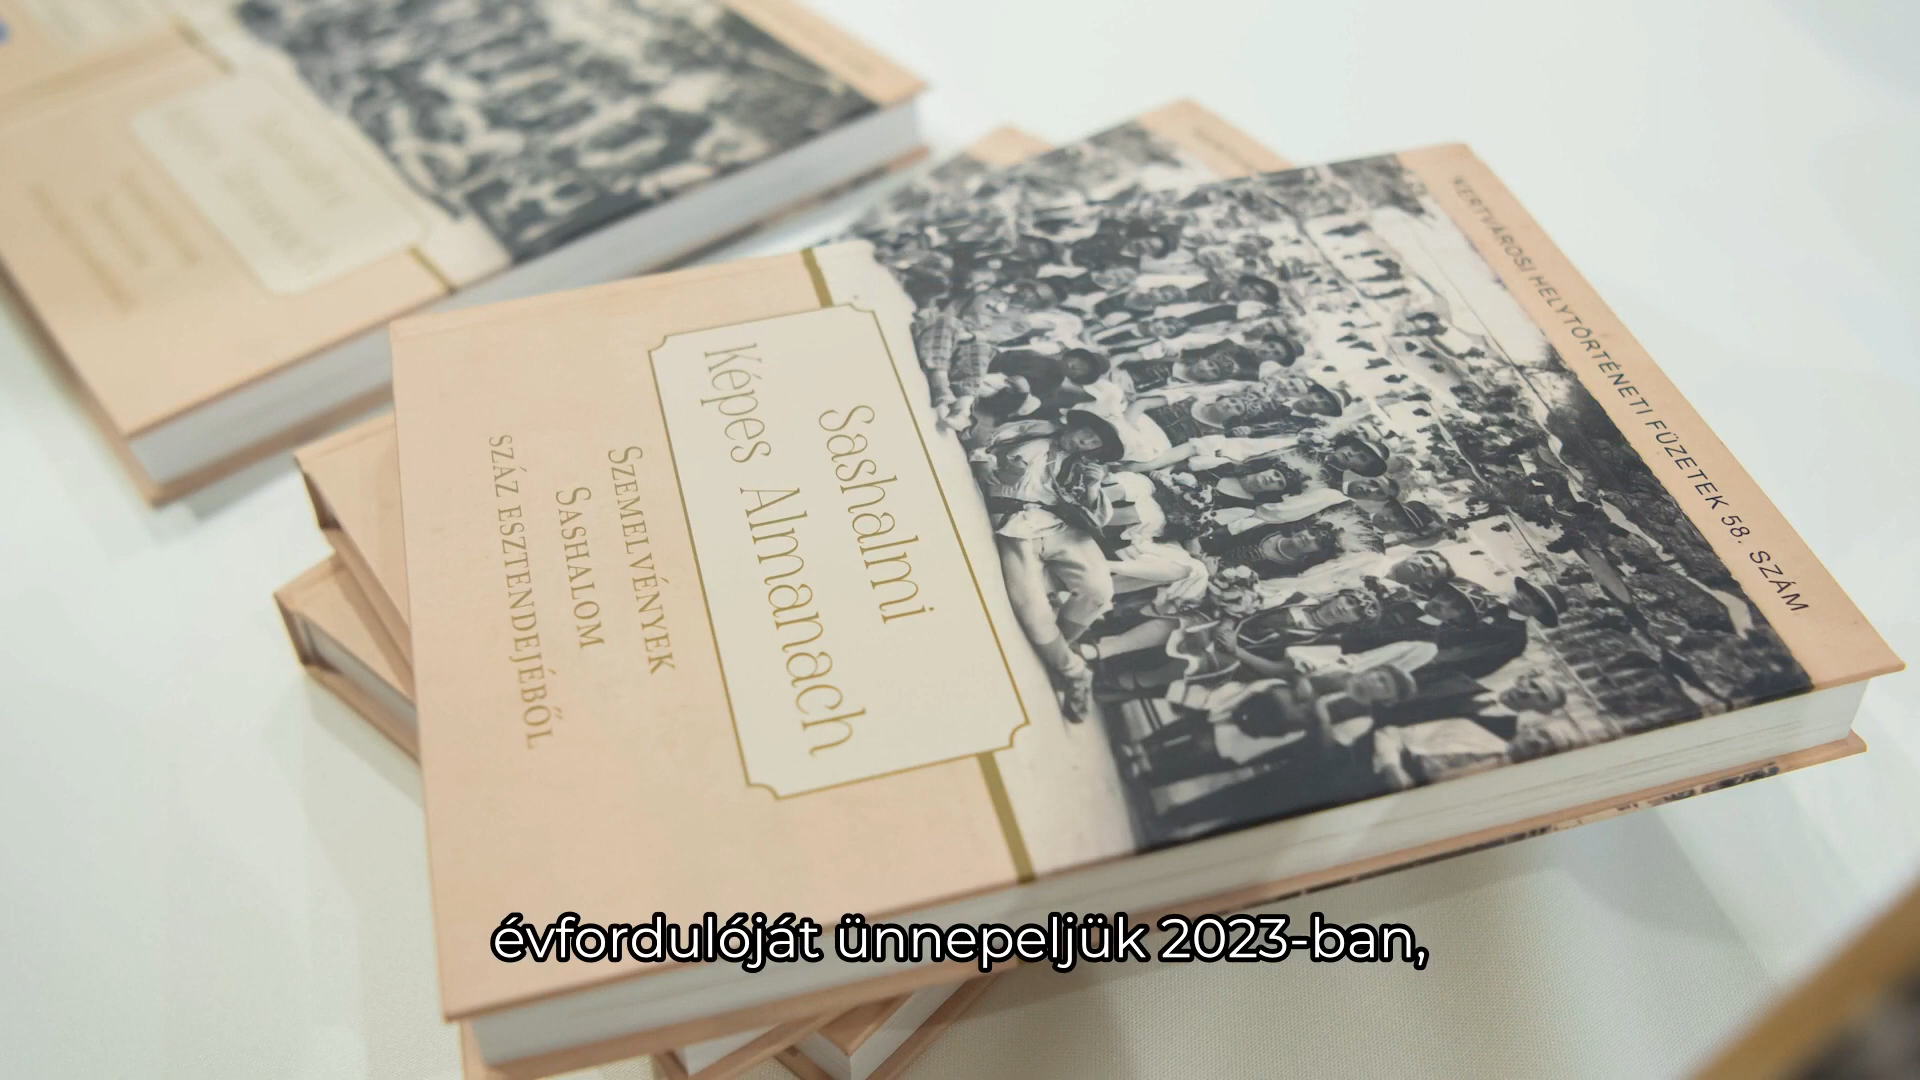 KERTVÁROSI HELYTÖRTÉNETI FÜZETEK 58. SZÁM
Sashalmi
Képes Almanach
SZEMELVÉNYEK
SASHALOM
SZÁZ ESZTENDEJÉBŐL
évfordulóját ünnepeljük 2023-ban,